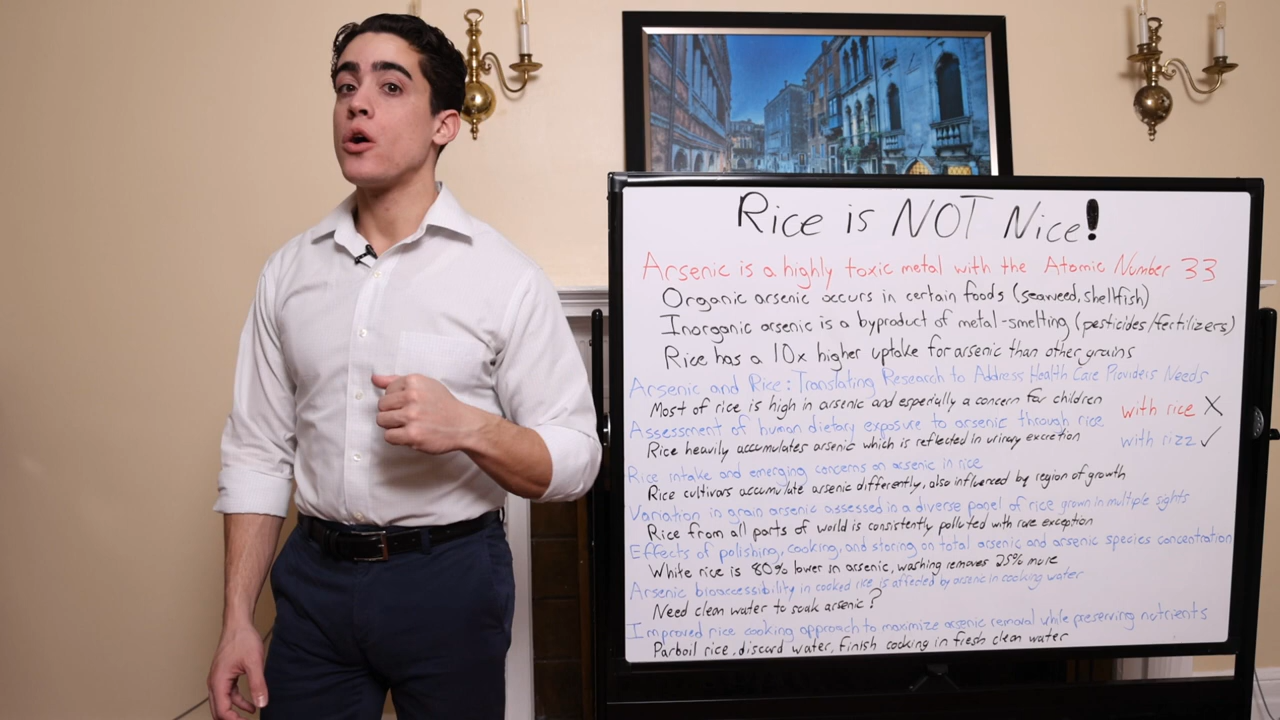 Rice is NOT Nice!
Arsenic is a highly toxic metal with the Atomic Number 33
Organic arsenic occurs in certain foods (seaweed, shellfish)
Inorganic arsenic is a byproduct of metal-smelting (pesticides/fertilizers)
Rice has a 10x higher uptake for arsenic than other grains
Arsenic and Rice: Translating Research to Address Health Care Providers Needs
Most of rice is high in arsenic and especially a concern for children
with rice X
Assessment of human dietary exposure to arsenic through rice
Rice heavily accumulates arsenic which is reflected in urinary excretion
with rizz ✓
Rice intake and emerging concerns on arsenic in rice
Rice cultivars accumulate arsenic differently, also influenced by region of growth
Variation in grain arsenic assessed in a diverse panel of rice grown in multiple sights
Rice from all parts of world is consistently polluted with rare exception
Effects of polishing, cooking, and storing on total arsenic and arsenic species concentration
White rice is 80% lower in arsenic, washing removes 25% more
Arsenic bioaccessibility in cooked rice is affected by arsenic in cooking water
Need clean water to soak arsenic?
Improved rice cooking approach to maximize arsenic removal while preserving nutrients
Parboil rice, discard water, finish cooking in fresh clean water